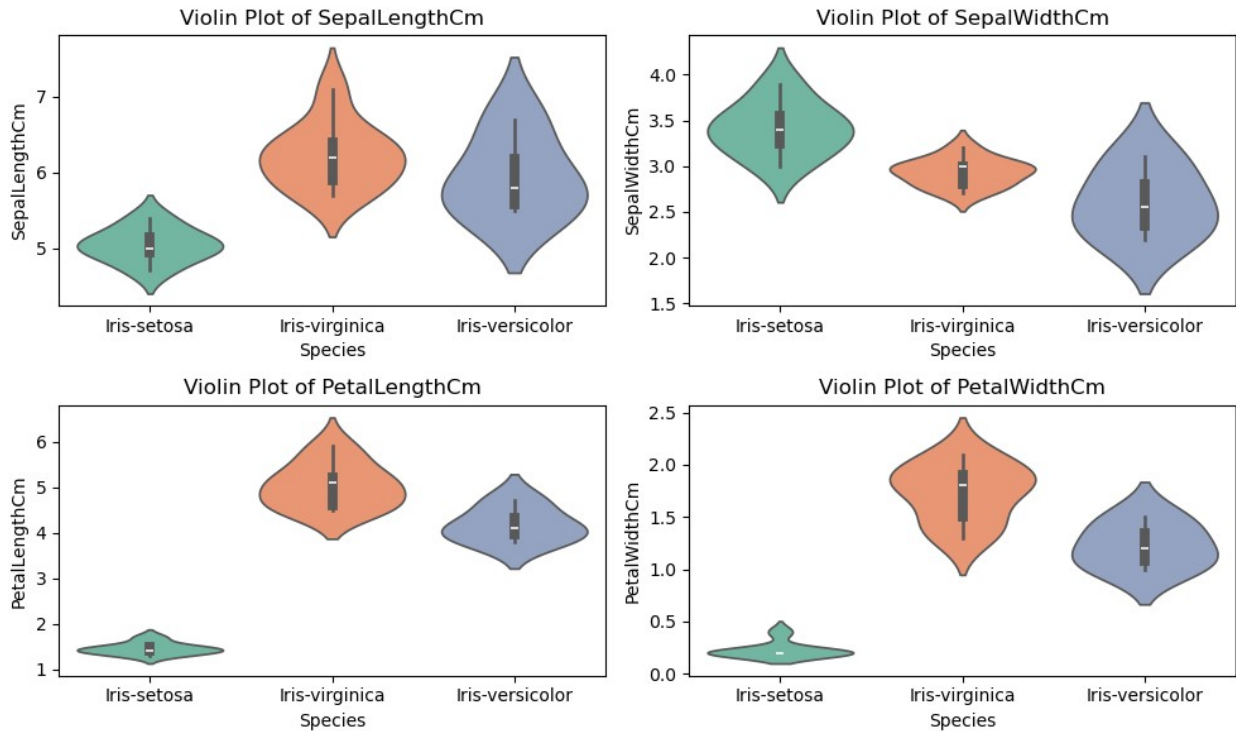 Violin Plot of SepalLengthCm
SepalLengthCm
7
6
5
Iris-setosa Iris-virginica Iris-versicolor
Species
Violin Plot of SepalWidthCm
SepalWidthCm
4.0
3.5
3.0
2.5
2.0
1.5
Iris-setosa Iris-virginica Iris-versicolor
Species
Violin Plot of PetalLengthCm
PetalLengthCm
6
5
4
3
2
1
Iris-setosa Iris-virginica Iris-versicolor
Species
Violin Plot of PetalWidthCm
PetalWidthCm
2.5
2.0
1.5
1.0
0.5
0.0
Iris-setosa Iris-virginica Iris-versicolor
Species